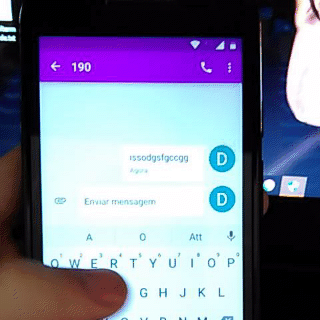 190
issodgsfgccgg
Agora
D
Enviar mensagem
D
A O Att
Q W E R T Y U I O P
G H J K L
V B N M